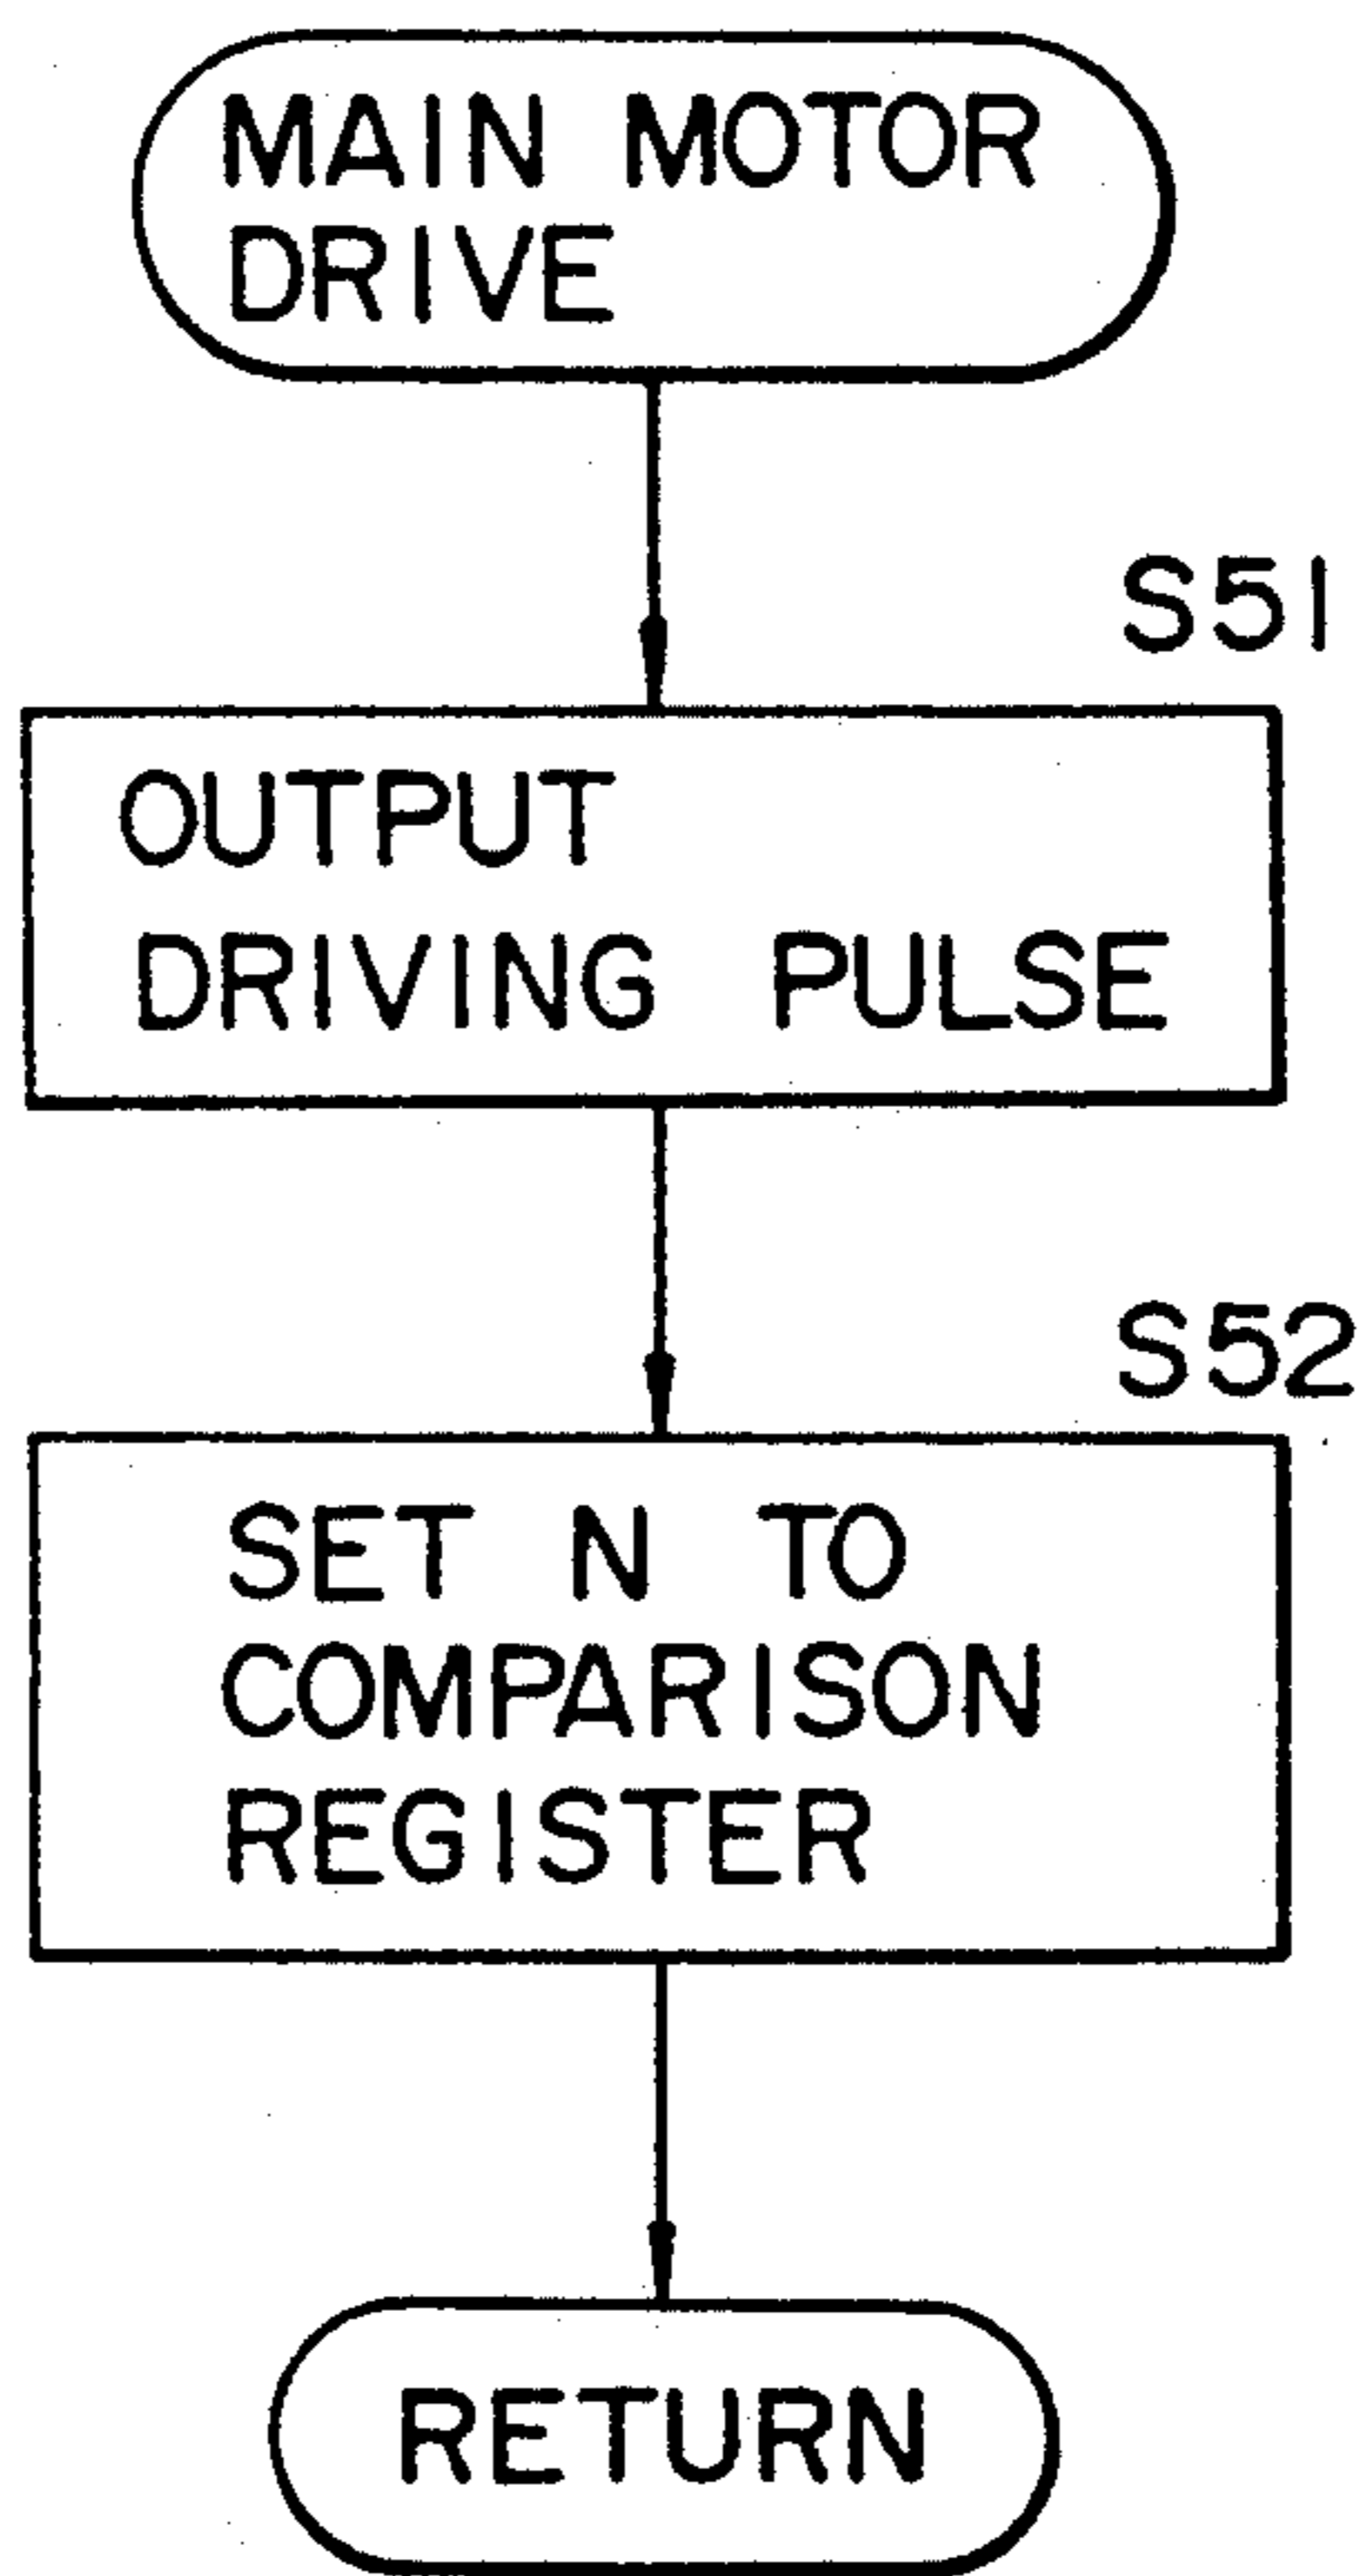 MAIN MOTOR
DRIVE
S51
OUTPUT
DRIVING PULSE
S52
SET N TO
COMPARISON
REGISTER
RETURN